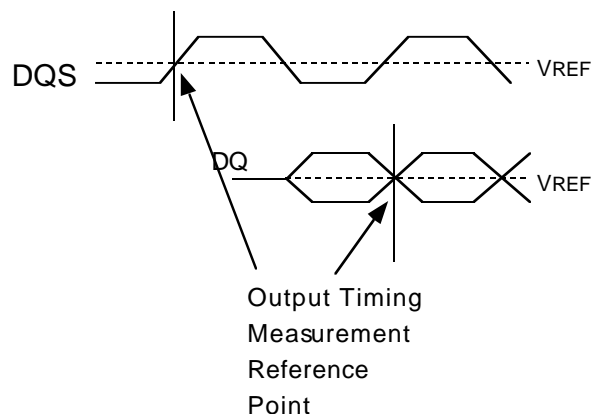 DQS
VREF
DQ
VREF
Output Timing
Measurement
Reference
Point